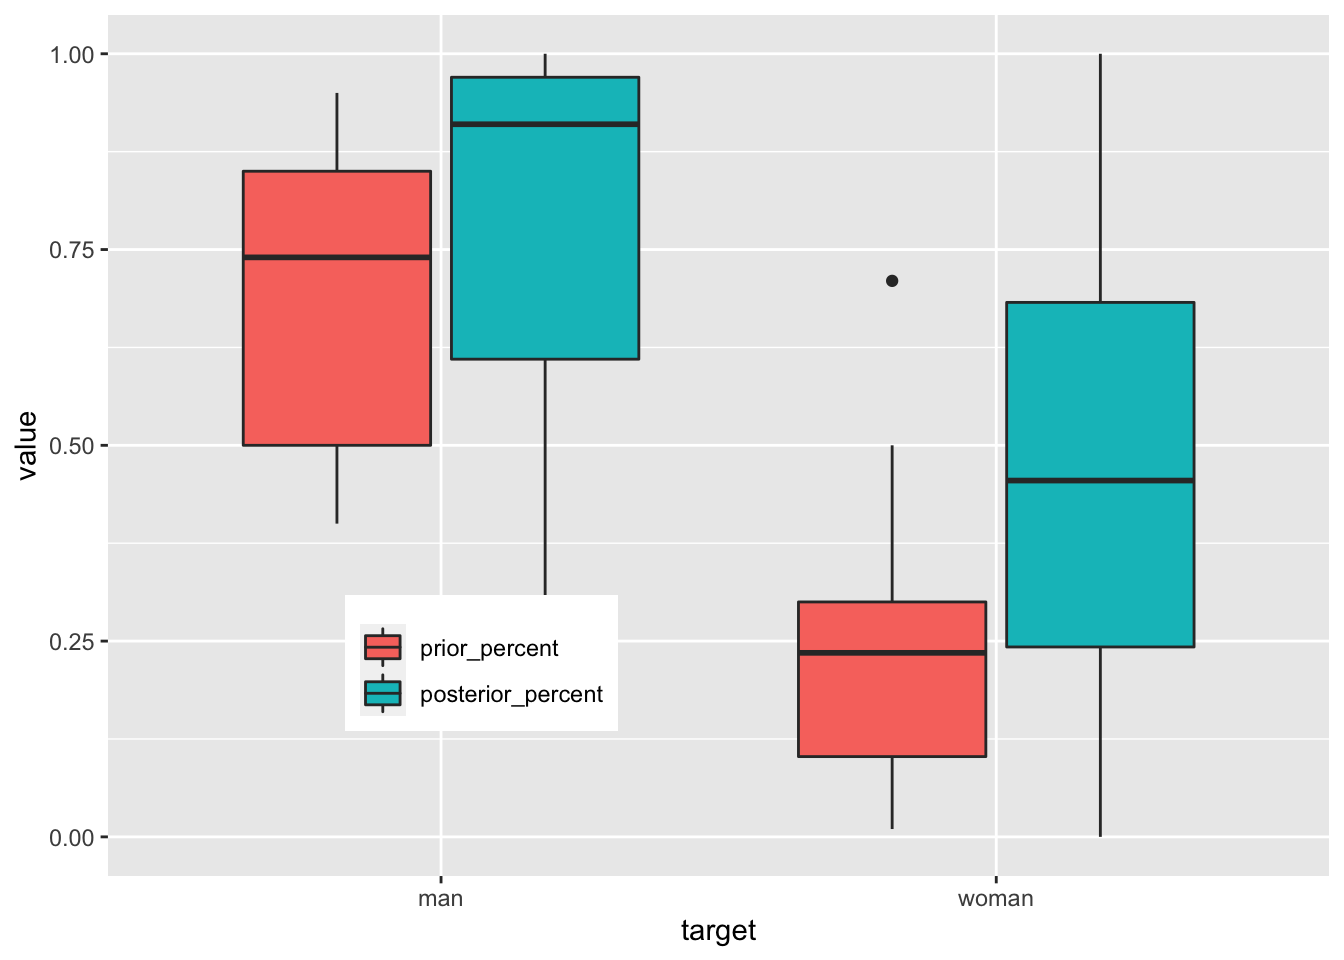 1.00
0.75
0.50
0.25
0.00
value
prior_percent
posterior_percent
man woman
target